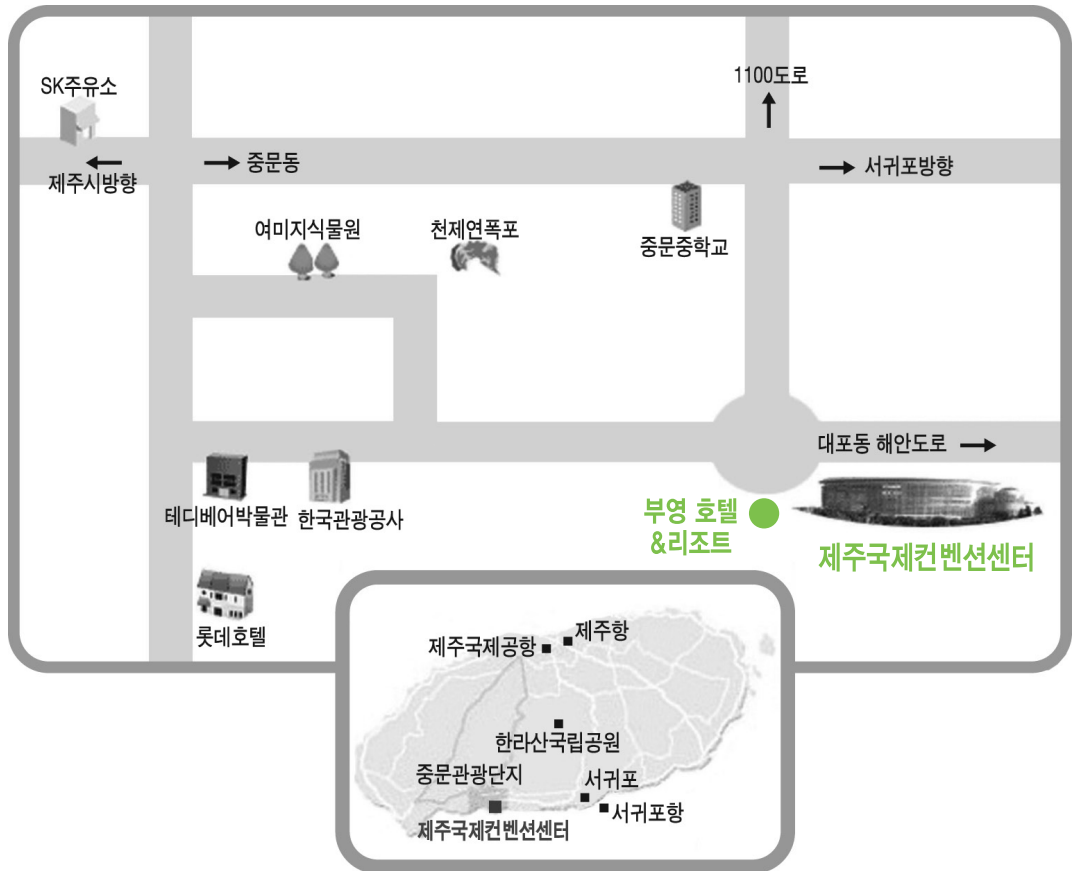 SK주유소
1100도로
제주시방향
중문동
서귀포방향
여미지식물원
천제연폭포
중문중학교
대포동 해안도로
테디베어박물관
한국관광공사
부영 호텔
&리조트
제주국제컨벤션센터
롯데호텔
제주국제공항
제주항
한라산국립공원
중문관광단지
서귀포
서귀포항
제주국제컨벤션센터